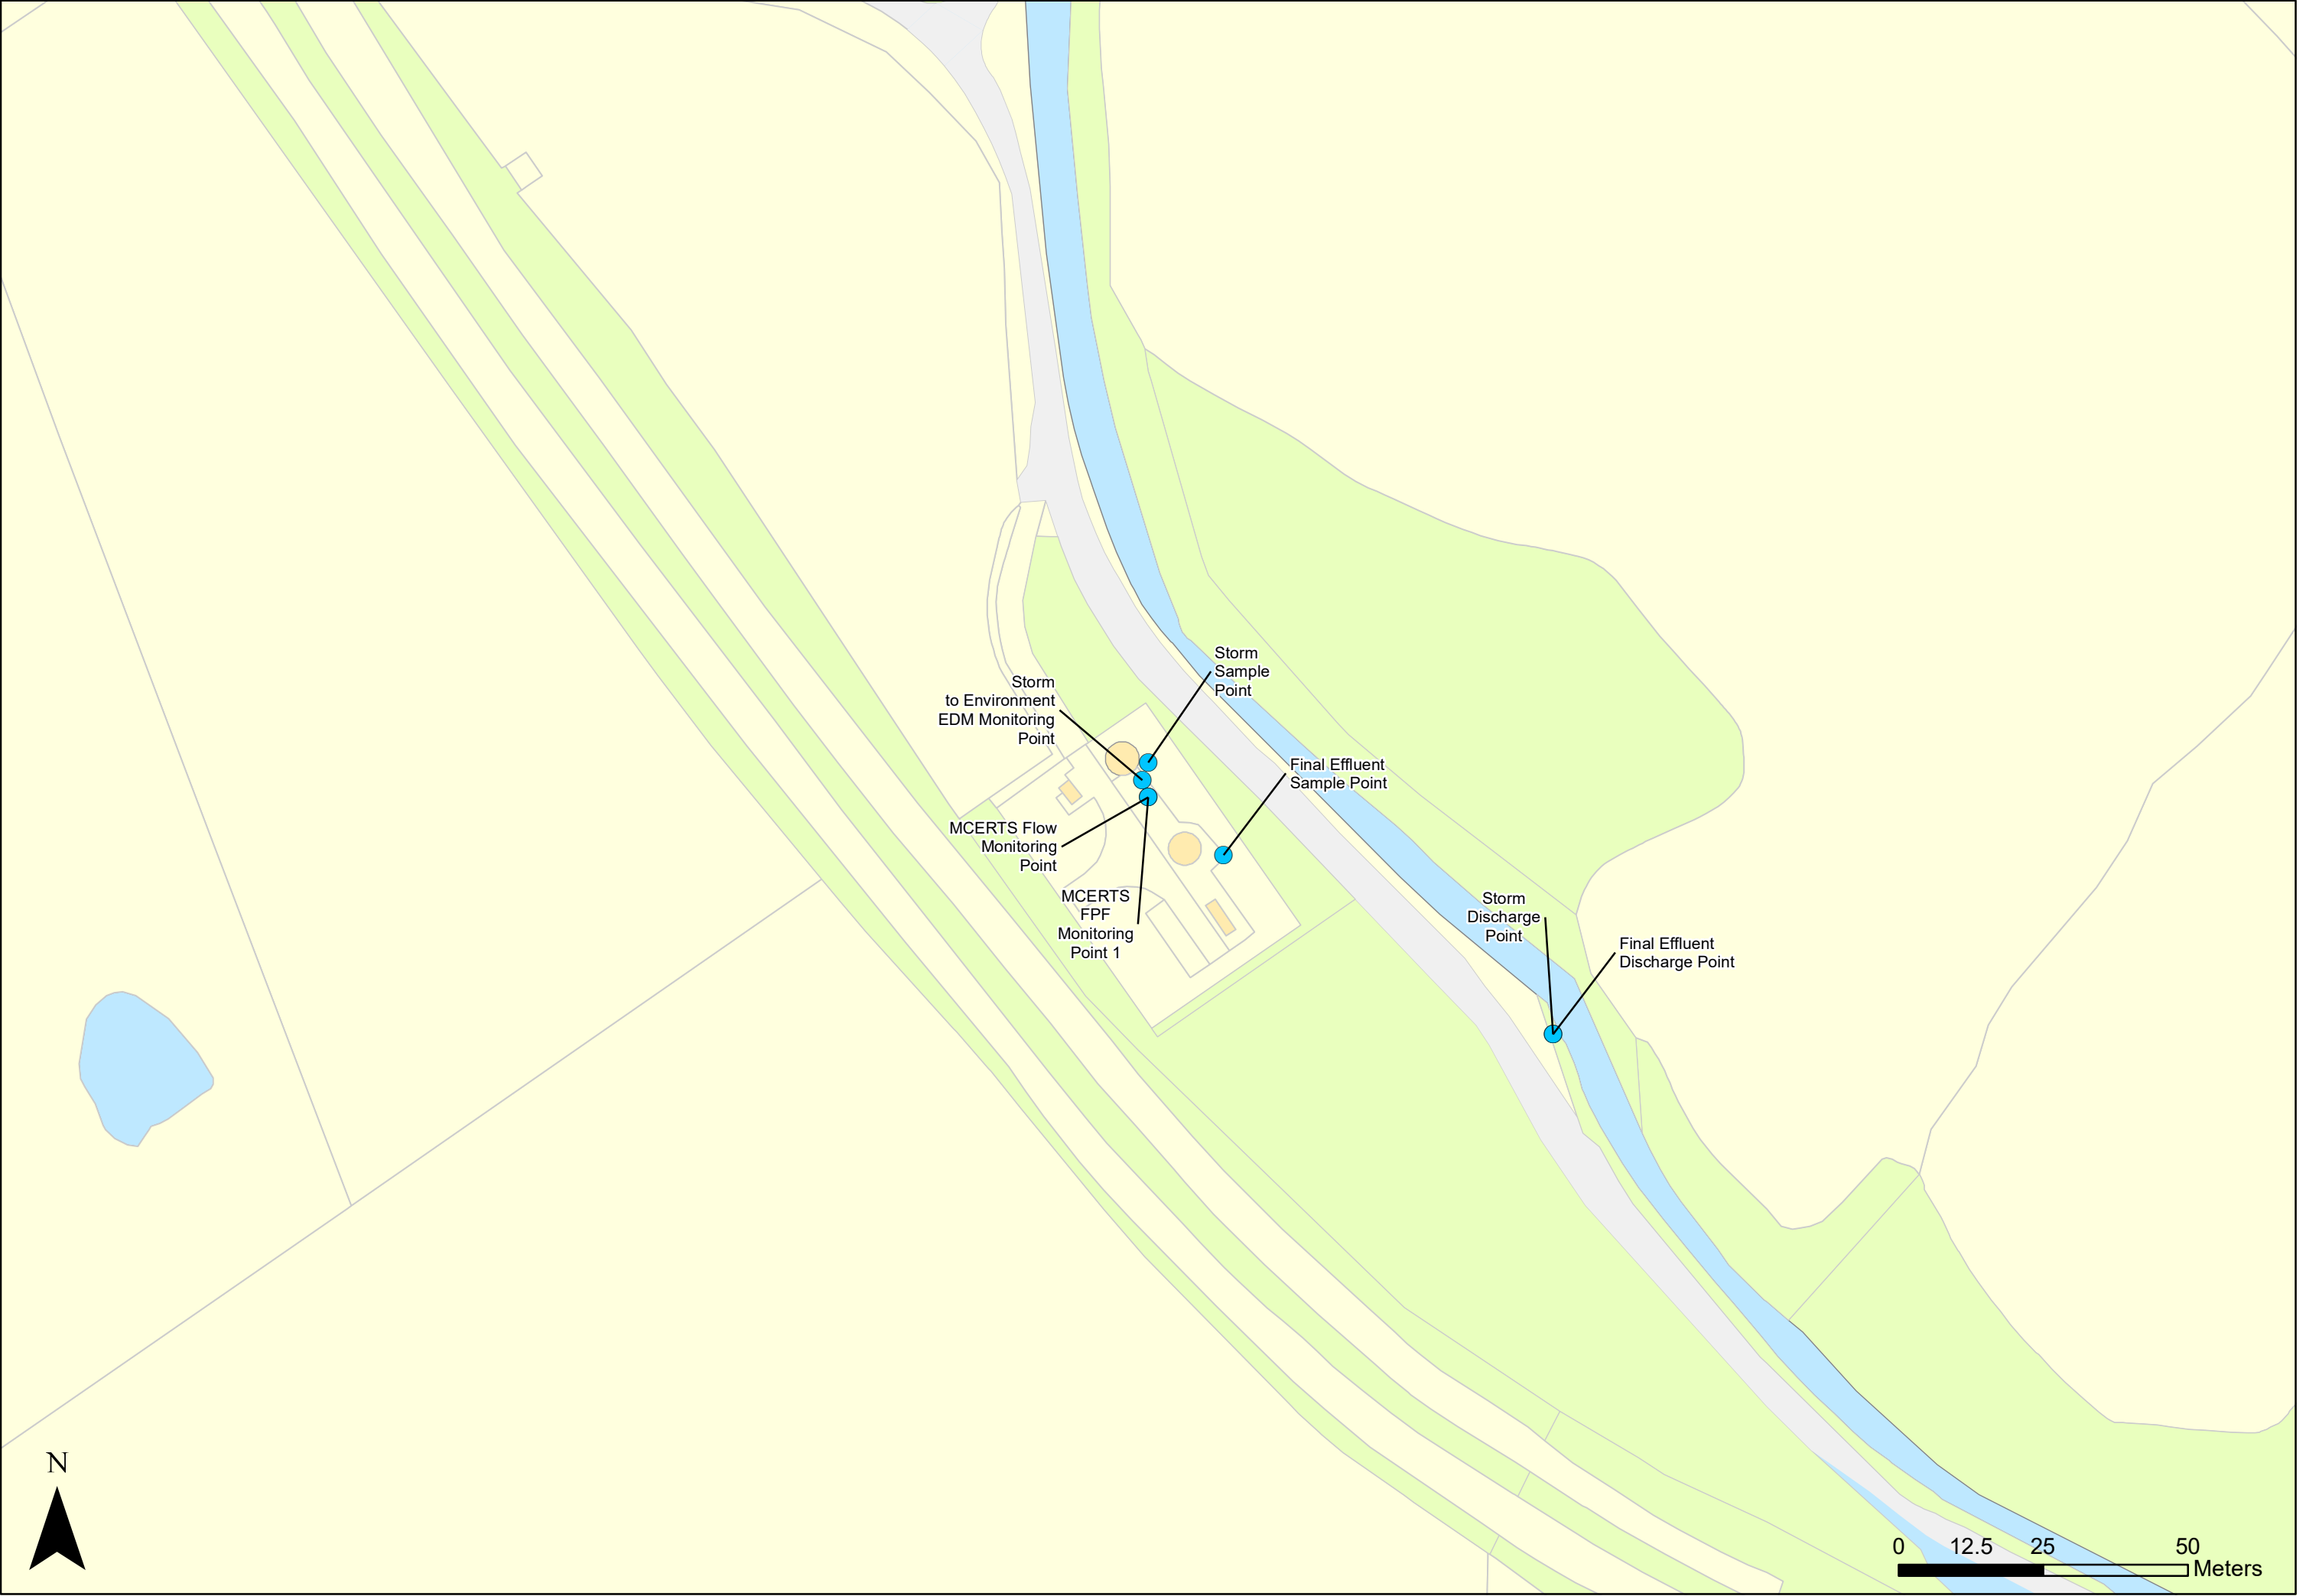 Storm
Sample
Point
Storm
to Environment
EDM Monitoring
Point
Final Effluent
Sample Point
MCERTS Flow
Monitoring
Point
MCERTS
FPF
Monitoring
Point 1
Storm
Discharge
Point
Final Effluent
Discharge Point
N
0 12.5 25 50
Meters